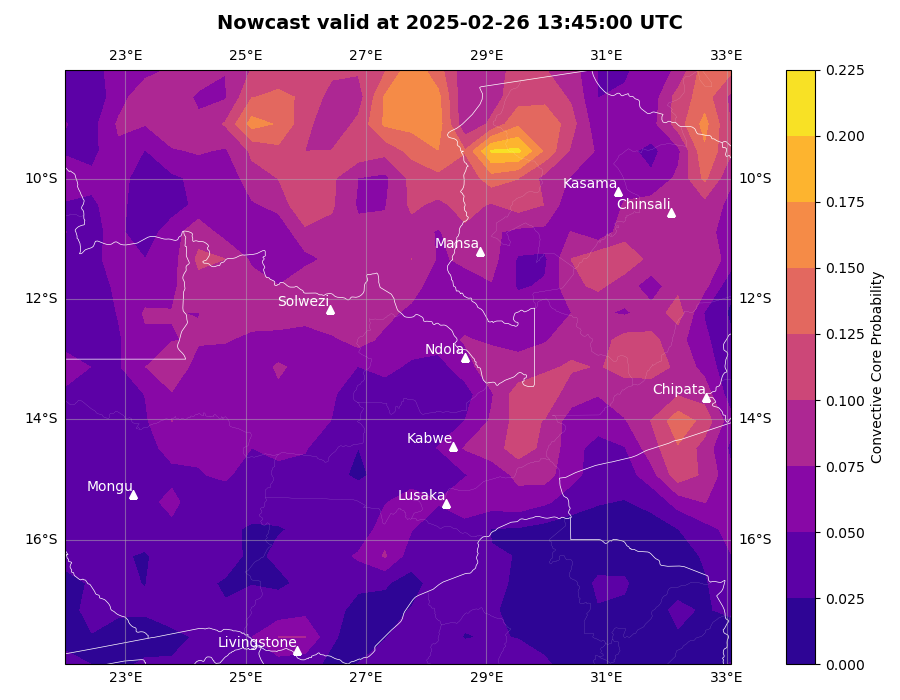 Nowcast valid at 2025-02-26 13:45:00 UTC
23°E 25°E 27°E 29°E 31°E 33°E
0.225
0.200
10°S Kasama 10°S
Chinsali
0.175
Mansa
0.150
12°S 12°S
Solwezi
0.125
Ndola
Chipata
0.100
14°S 14°S
Kabwe
0.075
Mongu
Lusaka
0.050
16°S 16°S
0.025
Livingstone
0.000
23°E 25°E 27°E 29°E 31°E 33°E
Convective Core Probability